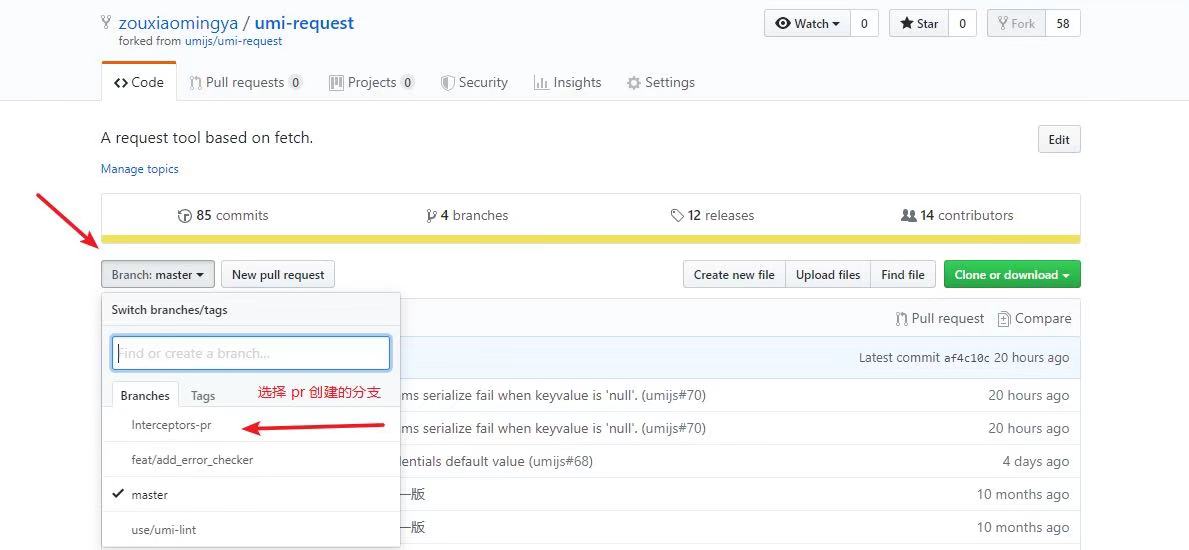 zouxiaomingya / umi-request
Watch 0 Star 0 Fork 58
forked from umijs/umi-request
Code Pull requests 0 Projects 0 Security Insights Settings
A request tool based on fetch.
Edit
Manage topics
85 commits 4 branches 12 releases 14 contributors
Branch: master New pull request Create new file Upload files Find file Clone or download
Switch branches/tags
Pull request Compare
Find or create a branch...
Latest commit af4c10c 20 hours ago
Branches Tags 选择 pr 创建的分支
ms serialize fail when keyvalue is 'null'. (umijs#70) 20 hours ago
Interceptors-pr
ms serialize fail when keyvalue is 'null'. (umijs#70) 20 hours ago
feat/add_error_checker
dentials default value (umijs#68) 4 days ago
master
一版 10 months ago
use/umi-lint
一版 10 months ago